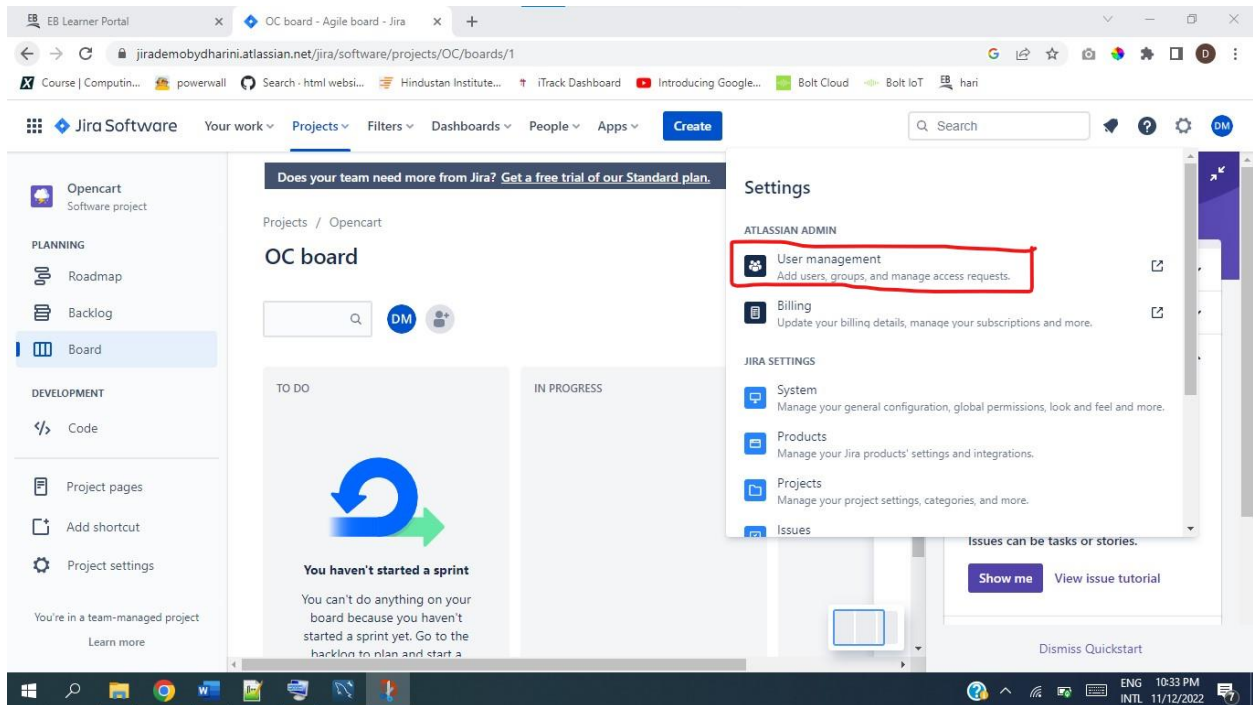 EB Learner Portal
OC board - Agile board - Jira
jirademobydharini.atlassian.net/jira/software/projects/OC/boards/1
D
Course | Computin...
powerwall
Search · html websi...
Hindustan Institute...
iTrack Dashboard
Introducing Google...
Bolt Cloud
Bolt IoT
hari
Jira Software
Your work
Projects
Filters
Dashboards
People
Apps
Create
Search
DM
Opencart
Software project
PLANNING
Roadmap
Backlog
Board
DEVELOPMENT
Code
Project pages
Add shortcut
Project settings
You're in a team-managed project
Learn more
Does your team need more from Jira? Get a free trial of our Standard plan.
Projects / Opencart
OC board
DM
TO DO
IN PROGRESS
You haven't started a sprint
You can't do anything on your
board because you haven't
started a sprint yet. Go to the
backlog to plan and start a
Settings
ATLASSIAN ADMIN
User management
Add users, groups, and manage access requests.
Billing
Update your billing details, manage your subscriptions and more.
JIRA SETTINGS
System
Manage your general configuration, global permissions, look and feel and more.
Products
Manage your Jira products' settings and integrations.
Projects
Manage your project settings, categories, and more.
Issues
Issues can be tasks or stories.
Show me
View issue tutorial
Dismiss Quickstart
ENG
INTL
10:33 PM
11/12/2022
7